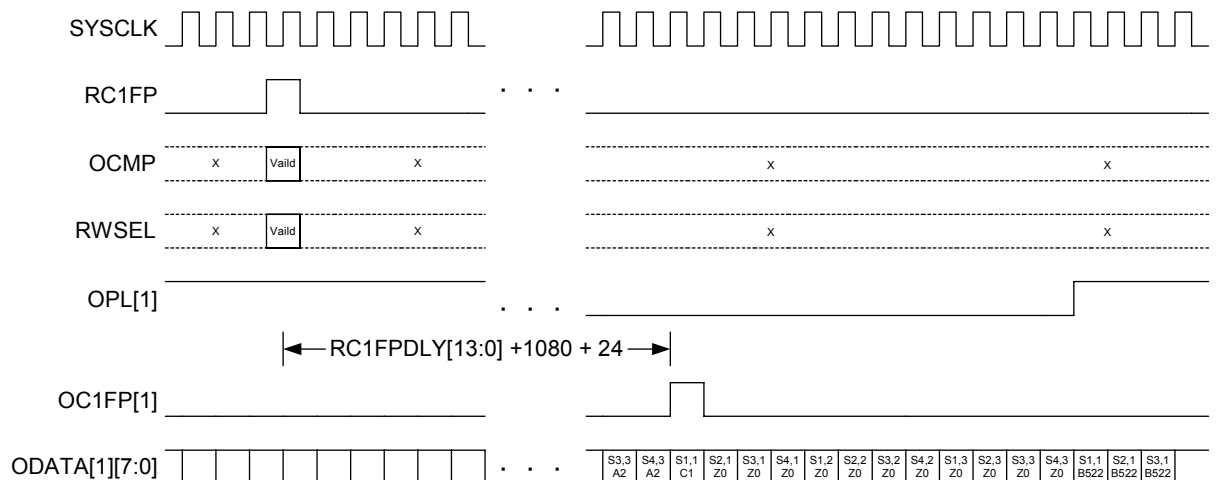 SYSCLK
RC1FP . . .
OCMP X Vaild X X X
RWSEL X Vaild X X X
OPL[1] . . .
RC1FPDLY[13:0] +1080 + 24
OC1FP[1]
ODATA[1][7:0] . . . S3,3 S4,3 S1,1 S2,1 S3,1 S4,1 S1,2 S2,2 S3,2 S4,2 S1,3 S2,3 S3,3 S4,3 S1,1 S2,1 S3,1
A2 A2 C1 Z0 Z0 Z0 Z0 Z0 Z0 Z0 Z0 Z0 Z0 Z0 B522 B522 B522